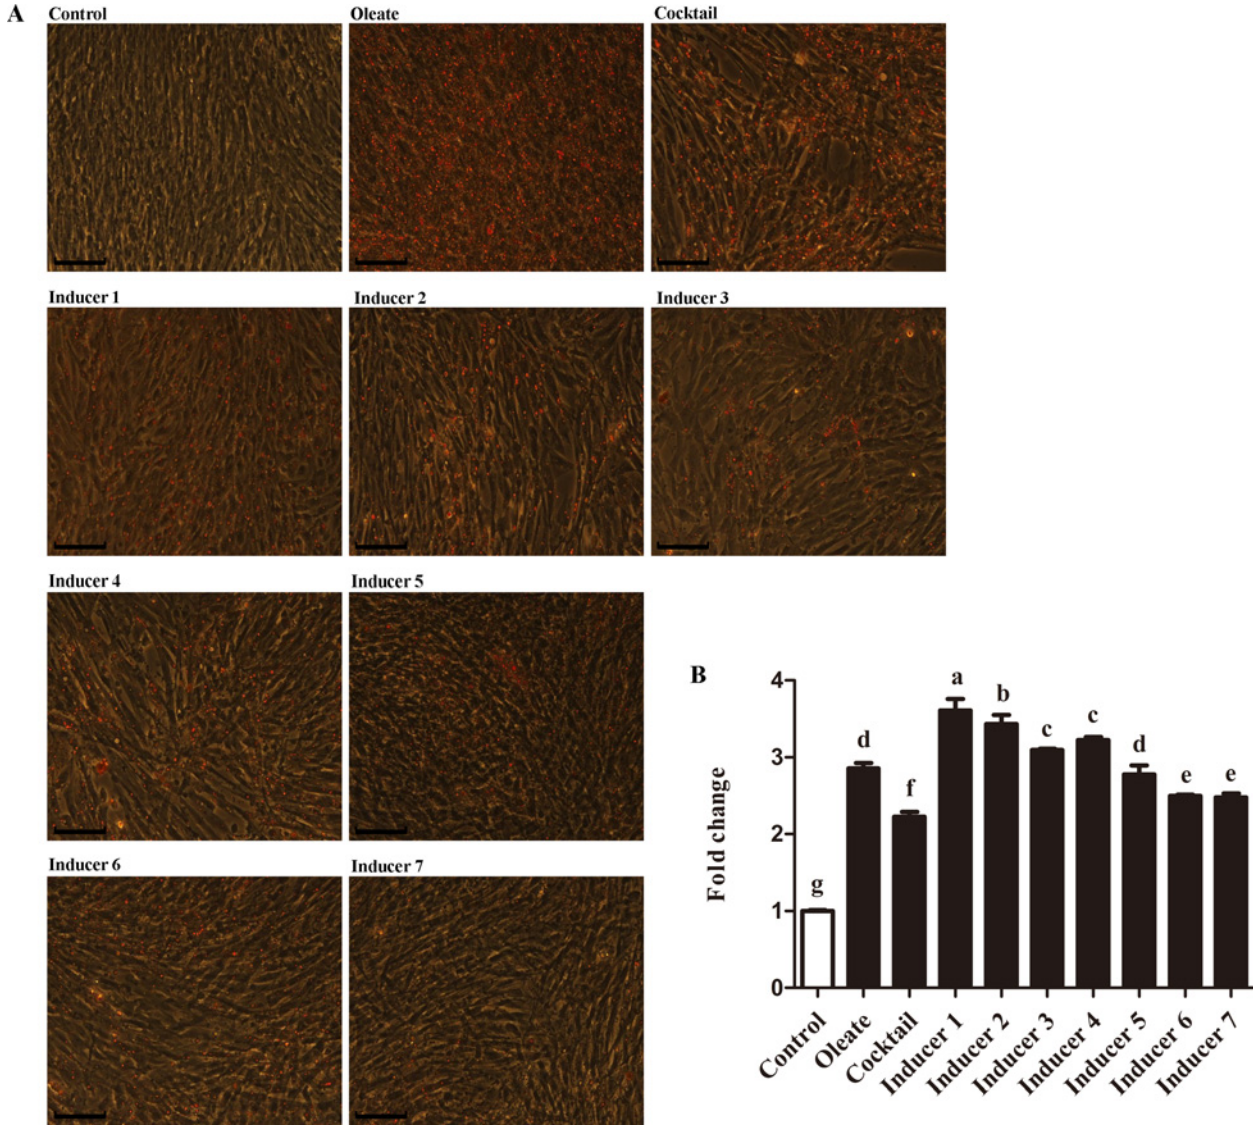 A
Control
Oleate
Cocktail
Inducer 1
Inducer 2
Inducer 3
Inducer 4
Inducer 5
Inducer 6
Inducer 7
B
Fold change
4
3
2
1
0
g
d
f
a
b
c
c
d
e
e
Control
Oleate
Cocktail
Inducer 1
Inducer 2
Inducer 3
Inducer 4
Inducer 5
Inducer 6
Inducer 7